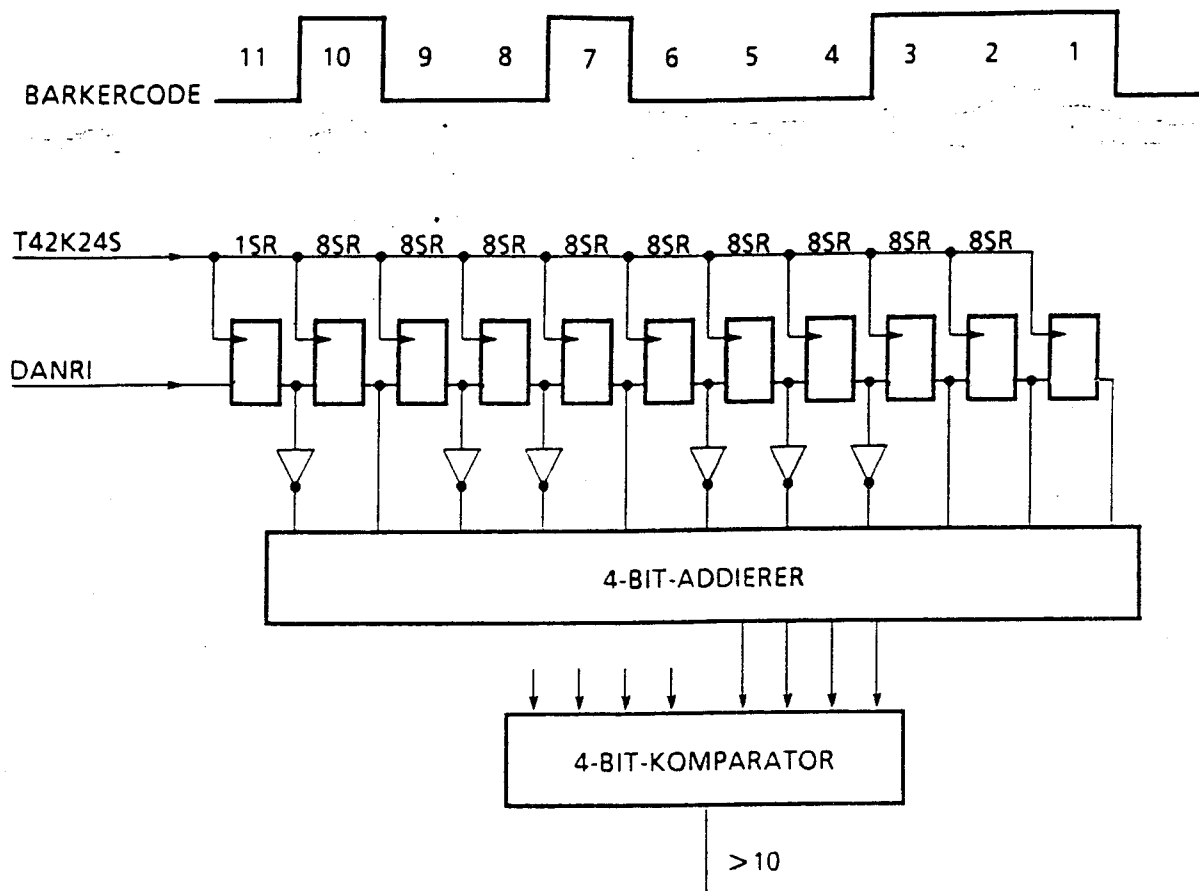 11 10 9 8 7 6 5 4 3 2 1
BARKERCODE
T42K24S 1SR 8SR 8SR 8SR 8SR 8SR 8SR 8SR 8SR 8SR
DANRI
4-BIT-ADDIERER
4-BIT-KOMPARATOR
>10